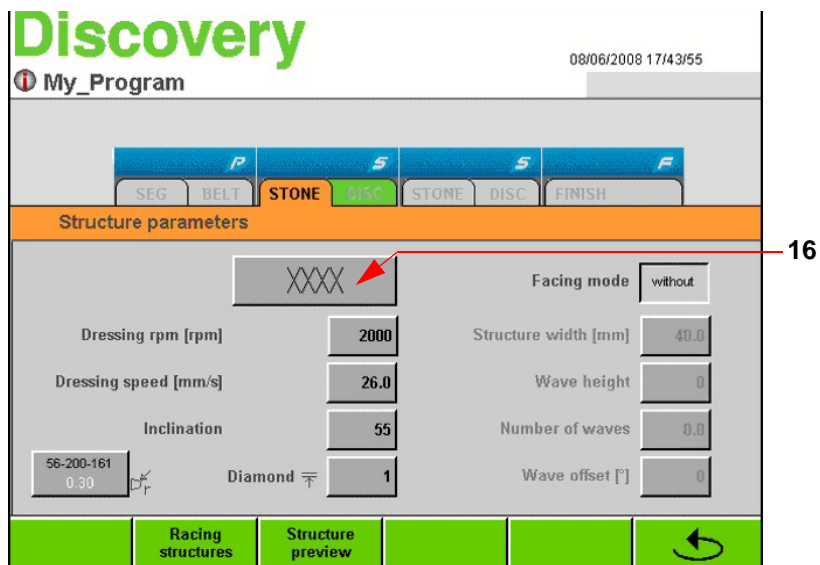 Discovery
08/06/2008 17/43/55
My_Program
P S S F
SEG BELT STONE DISC STONE DISC FINISH
Structure parameters
XXXX
16
Facing mode without
Dressing rpm [rpm] 2000
Structure width [mm] 40.0
Dressing speed [mm/s] 26.0
Wave height 0
Inclination 55
Number of waves 0.0
56-200-161
0.30
r
Diamond 1
Wave offset [°] 0
Racing
structures
Structure
preview